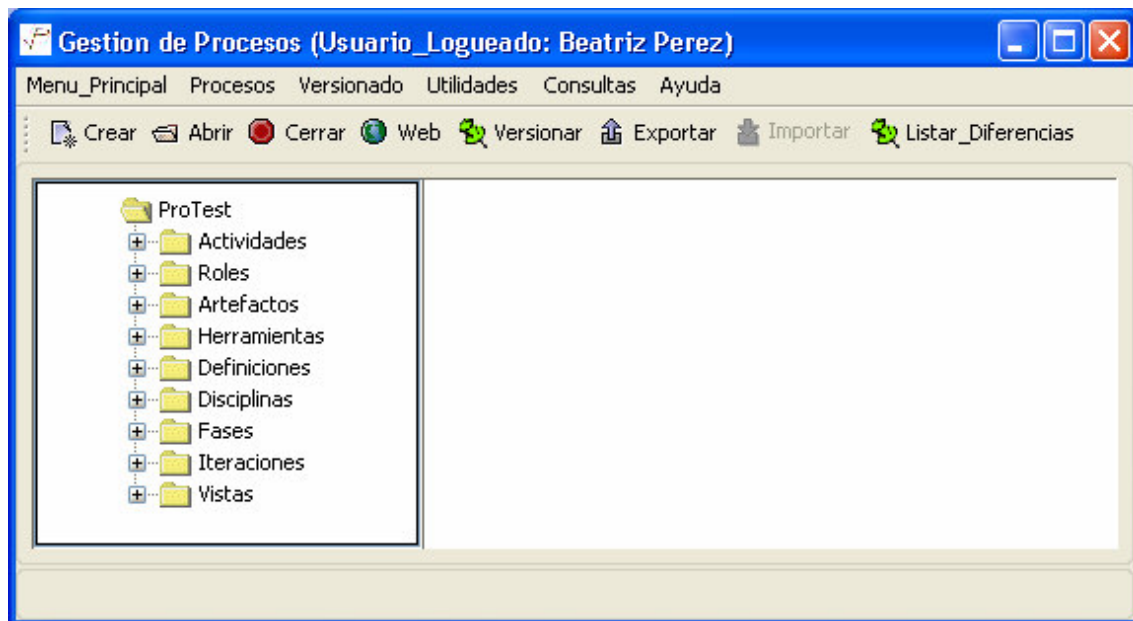 Gestion de Procesos (Usuario_Logueado: Beatriz Perez)
Menu_Principal Procesos Versionado Utilidades Consultas Ayuda
Crear Abrir Cerrar Web Versionar Exportar Importar Listar_Diferencias
ProTest
Actividades
Roles
Artefactos
Herramientas
Definiciones
Disciplinas
Fases
Iteraciones
Vistas